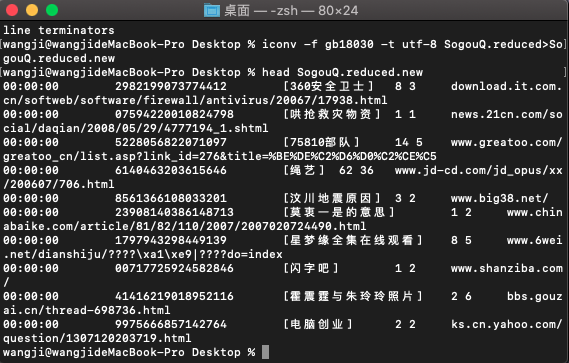 桌面 — -zsh — 80×24
line terminators
[wangji@wangjideMacBook-Pro Desktop % iconv -f gb18030 -t utf-8 SogouQ.reduced>So
gouQ.reduced.new
[wangji@wangjideMacBook-Pro Desktop % head SogouQ.reduced.new
00:00:00 2982199073774412 [360安全卫士] 8 3 download.it.com.
cn/softweb/software/firewall/antivirus/20067/17938.html
00:00:00 07594220010824798 [哄抢救灾物资] 1 1 news.21cn.com/so
cial/daqian/2008/05/29/4777194_1.shtml
00:00:00 5228056822071097 [75810部队] 14 5 www.greatoo.com/
greatoo_cn/list.asp?link_id=276&title=%BE%DE%C2%D6%D0%C2%CE%C5
00:00:00 6140463203615646 [绳艺] 62 36 www.jd-cd.com/jd_opus/xx
/200607/706.html
00:00:00 8561366108033201 [汶川地震原因] 3 2 www.big38.net/
00:00:00 23908140386148713 [莫衷一是的意思] 1 2 www.chin
abaike.com/article/81/82/110/2007/2007020724490.html
00:00:00 1797943298449139 [星梦缘全集在线观看] 8 5 www.6wei
.net/dianshiju/????\xa1\xe9|????do=index
00:00:00 00717725924582846 [闪字吧] 1 2 www.shanziba.com
/
00:00:00 41416219018952116 [霍震霆与朱玲玲照片] 2 6 bbs.gouz
ai.cn/thread-698736.html
00:00:00 9975666857142764 [电脑创业] 2 2 ks.cn.yahoo.com/
question/1307120203719.html
wangji@wangjideMacBook-Pro Desktop %